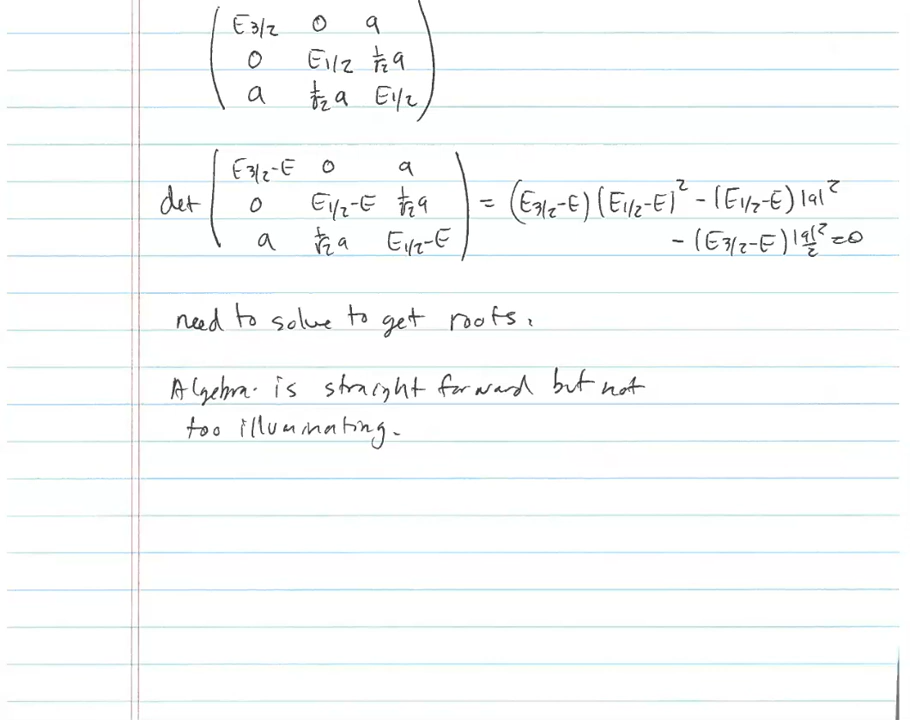 E3/2 0 a
0 E1/2 1/√2 a
a 1/√2 a E1/2
det ( E3/2-E 0 a
0 E1/2-E 1/√2 a
a 1/√2 a E1/2-E ) = (E3/2-E)(E1/2-E)² - (E1/2-E)|a|²
- (E3/2-E)|a|²/2 = 0
need to solve to get roots.
Algebra is straight forward but not
too illuminating.